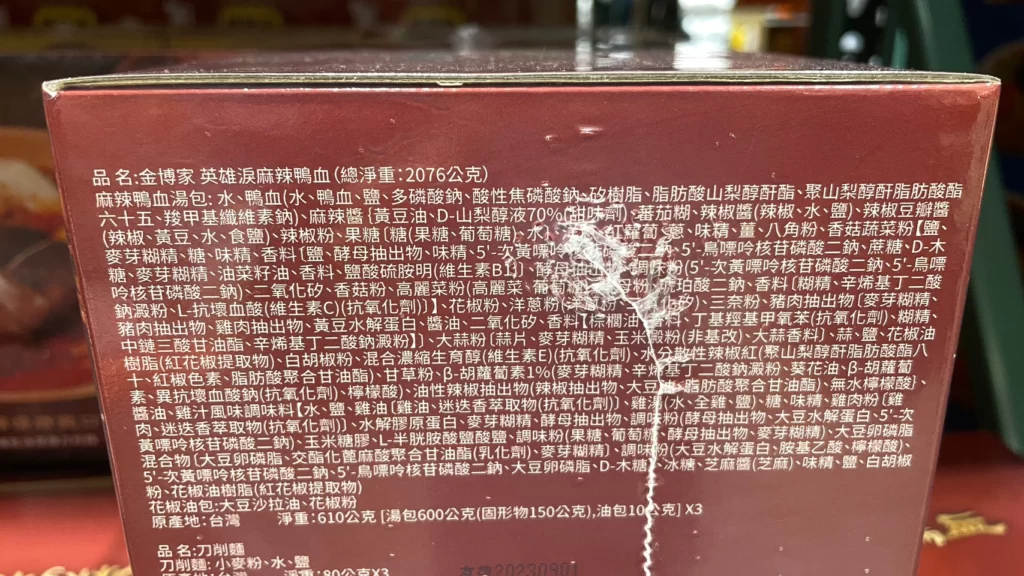 品名:金博家 英雄淚麻辣鴨血(總淨重:2076公克)
麻辣鴨血湯包: 水、鴨血(水、鴨血、鹽、多磷酸鈉、酸性焦磷酸鈉、矽樹脂、脂肪酸山梨醇酐酯、聚山梨醇酐脂肪酸酯
六十五、羧甲基纖維素鈉)、麻辣醬{黃豆油、D-山梨醇液70%(甜味劑)、蕃茄糊、辣椒醬(辣椒、水、鹽)、辣椒豆瓣醬
(辣椒、黃豆、水、食鹽)、辣椒粉、果糖〔糖(果糖、葡萄糖)、水〕、紅蘿蔔、蔥、味精、薑、八角粉、香菇蔬菜粉【鹽、
麥芽糊精、糖、味精、香料〔鹽、酵母抽出物、味精、5'-次黃嘌呤 5'-鳥嘌呤核苷磷酸二鈉、蔗糖、D-木
糖、麥芽糊精、油菜籽油、香料、鹽酸硫胺明(維生素B1)〕、酵母抽出物、調味粉(5'-次黃嘌呤核苷磷酸二鈉、5'-鳥嘌
呤核苷磷酸二鈉)、二氧化矽、香菇粉、高麗菜粉(高麗菜、葡萄糖) 琥珀酸二鈉、香料〔糊精、辛烯基丁二酸
鈉澱粉、L-抗壞血酸(維生素C)(抗氧化劑)〕】、花椒粉、洋蔥粉 矽)、三奈粉、豬肉抽出物〔麥芽糊精、
豬肉抽出物、雞肉抽出物、黃豆水解蛋白、醬油、二氧化矽、香料【棕櫚油 丁基羥基甲氧苯(抗氧化劑)、糊精、
中鏈三酸甘油酯、辛烯基丁二酸鈉澱粉】〕、大蒜粉〔蒜片、麥芽糊精、玉米澱粉(非基改)、大蒜香料〕、蒜、鹽、花椒油
樹脂(紅花椒提取物)、白胡椒粉、混合濃縮生育醇(維生素E)(抗氧化劑)、水分散性辣椒紅(聚山梨醇酐脂肪酸酯八
十、紅椒色素、脂肪酸聚合甘油酯)、甘草粉、β-胡蘿蔔素1%(麥芽糊精、辛烯基丁二酸鈉澱粉、葵花油、β-胡蘿蔔
素、異抗壞血酸鈉(抗氧化劑)、檸檬酸)、油性辣椒抽出物(辣椒抽出物、大豆油、脂肪酸聚合甘油酯)、無水檸檬酸}、
醬油、雞汁風味調味料【水、鹽、雞油〔雞油、迷迭香萃取物(抗氧化劑)〕、雞湯(水、全雞、鹽)、糖、味精、雞肉粉〔雞
肉、迷迭香萃取物(抗氧化劑)〕、水解膠原蛋白、麥芽糊精、酵母抽出物、調味粉(酵母抽出物、大豆水解蛋白、5'-次
黃嘌呤核苷磷酸二鈉)、玉米糖膠、L-半胱胺酸鹽酸鹽、調味粉(果糖、葡萄糖、酵母抽出物、麥芽糊精)、大豆卵磷脂
混合物〔大豆卵磷脂、交酯化蓖麻酸聚合甘油酯(乳化劑)、麥芽糊精〕、調味粉(大豆水解蛋白、胺基乙酸、檸檬酸)、
5'-次黃嘌呤核苷磷酸二鈉、5'-鳥嘌呤核苷磷酸二鈉、大豆卵磷脂、D-木糖】、冰糖、芝麻醬(芝麻)、味精、鹽、白胡椒
粉、花椒油樹脂(紅花椒提取物)
花椒油包:大豆沙拉油、花椒粉
原產地:台灣 淨重:610公克 [湯包600公克(固形物150公克),油包10公克] X3
品名:刀削麵
刀削麵: 小麥粉、水、鹽
原產地:台灣 淨重:80公克X3
20230901